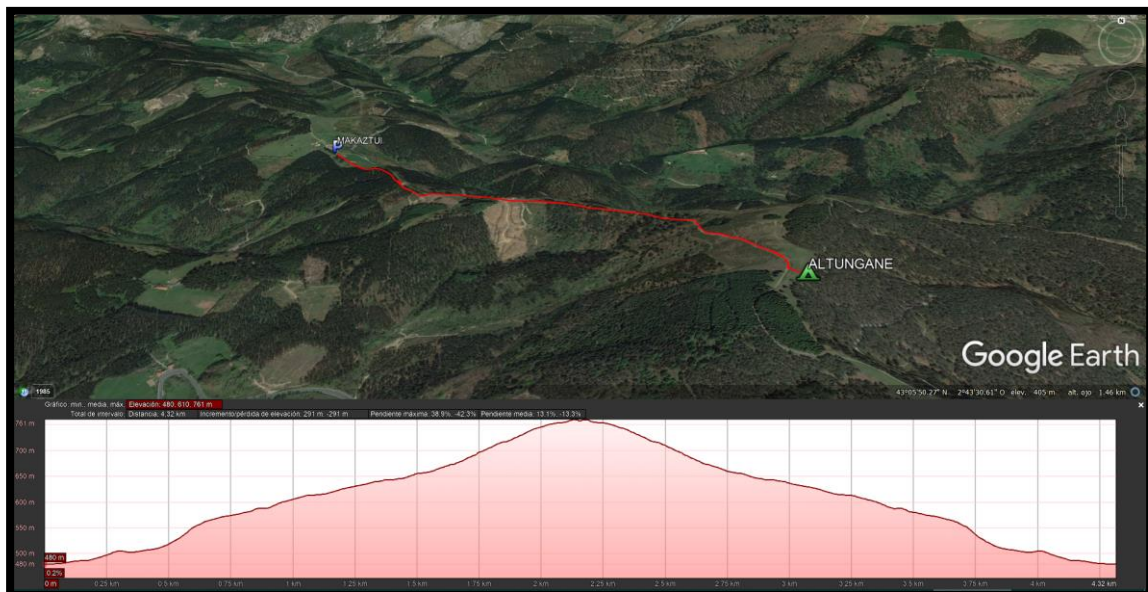 N
MAKAZTUI
ALTUNGANE
Google Earth
1985
43°05'50.27" N 2°43'30.61" O elev. 405 m alt. ojo 1.46 km
Gráfico: mín., media, máx. Elevación: 480, 610, 761 m
Total de intervalo: Distancia: 4.32 km Incremento/pérdida de elevación: 291 m, -291 m Pendiente máxima: 38.9%, -42.3% Pendiente media: 13.1%, -13.3%
761 m
700 m
650 m
600 m
550 m
500 m
480 m
480 m
0.2%
0 m 0.25 km 0.5 km 0.75 km 1 km 1.25 km 1.5 km 1.75 km 2 km 2.25 km 2.5 km 2.75 km 3 km 3.25 km 3.5 km 3.75 km 4 km 4.32 km